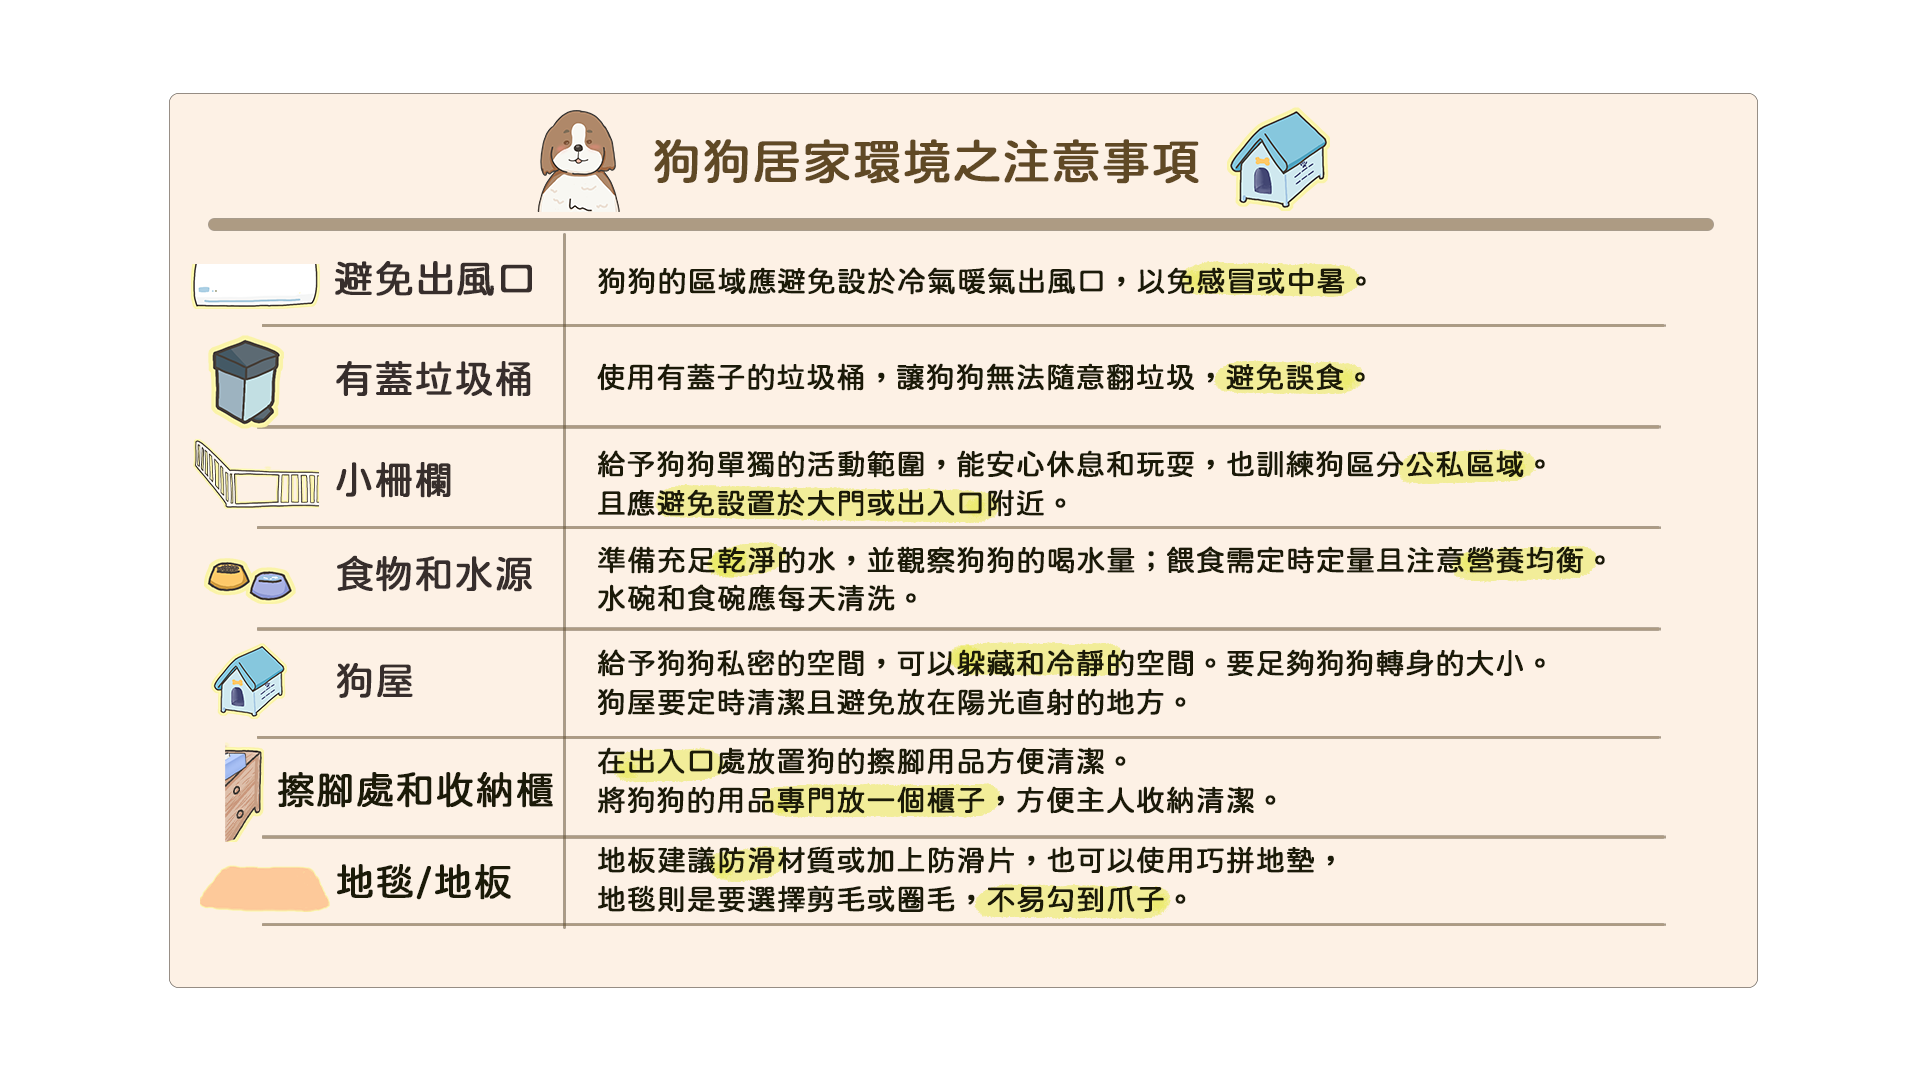 狗狗居家環境之注意事項
避免出風口
狗狗的區域應避免設於冷氣暖氣出風口，以免感冒或中暑。
有蓋垃圾桶
使用有蓋子的垃圾桶，讓狗狗無法隨意翻垃圾，避免誤食。
小柵欄
給予狗狗單獨的活動範圍，能安心休息和玩耍，也訓練狗區分公私區域。
且應避免設置於大門或出入口附近。
食物和水源
準備充足乾淨的水，並觀察狗狗的喝水量；餵食需定時定量且注意營養均衡。
水碗和食碗應每天清洗。
狗屋
給予狗狗私密的空間，可以躲藏和冷靜的空間。要足夠狗狗轉身的大小。
狗屋要定時清潔且避免放在陽光直射的地方。
擦腳處和收納櫃
在出入口處放置狗的擦腳用品方便清潔。
將狗狗的用品專門放一個櫃子，方便主人收納清潔。
地毯/地板
地板建議防滑材質或加上防滑片，也可以使用巧拼地墊，
地毯則是要選擇剪毛或圈毛，不易勾到爪子。